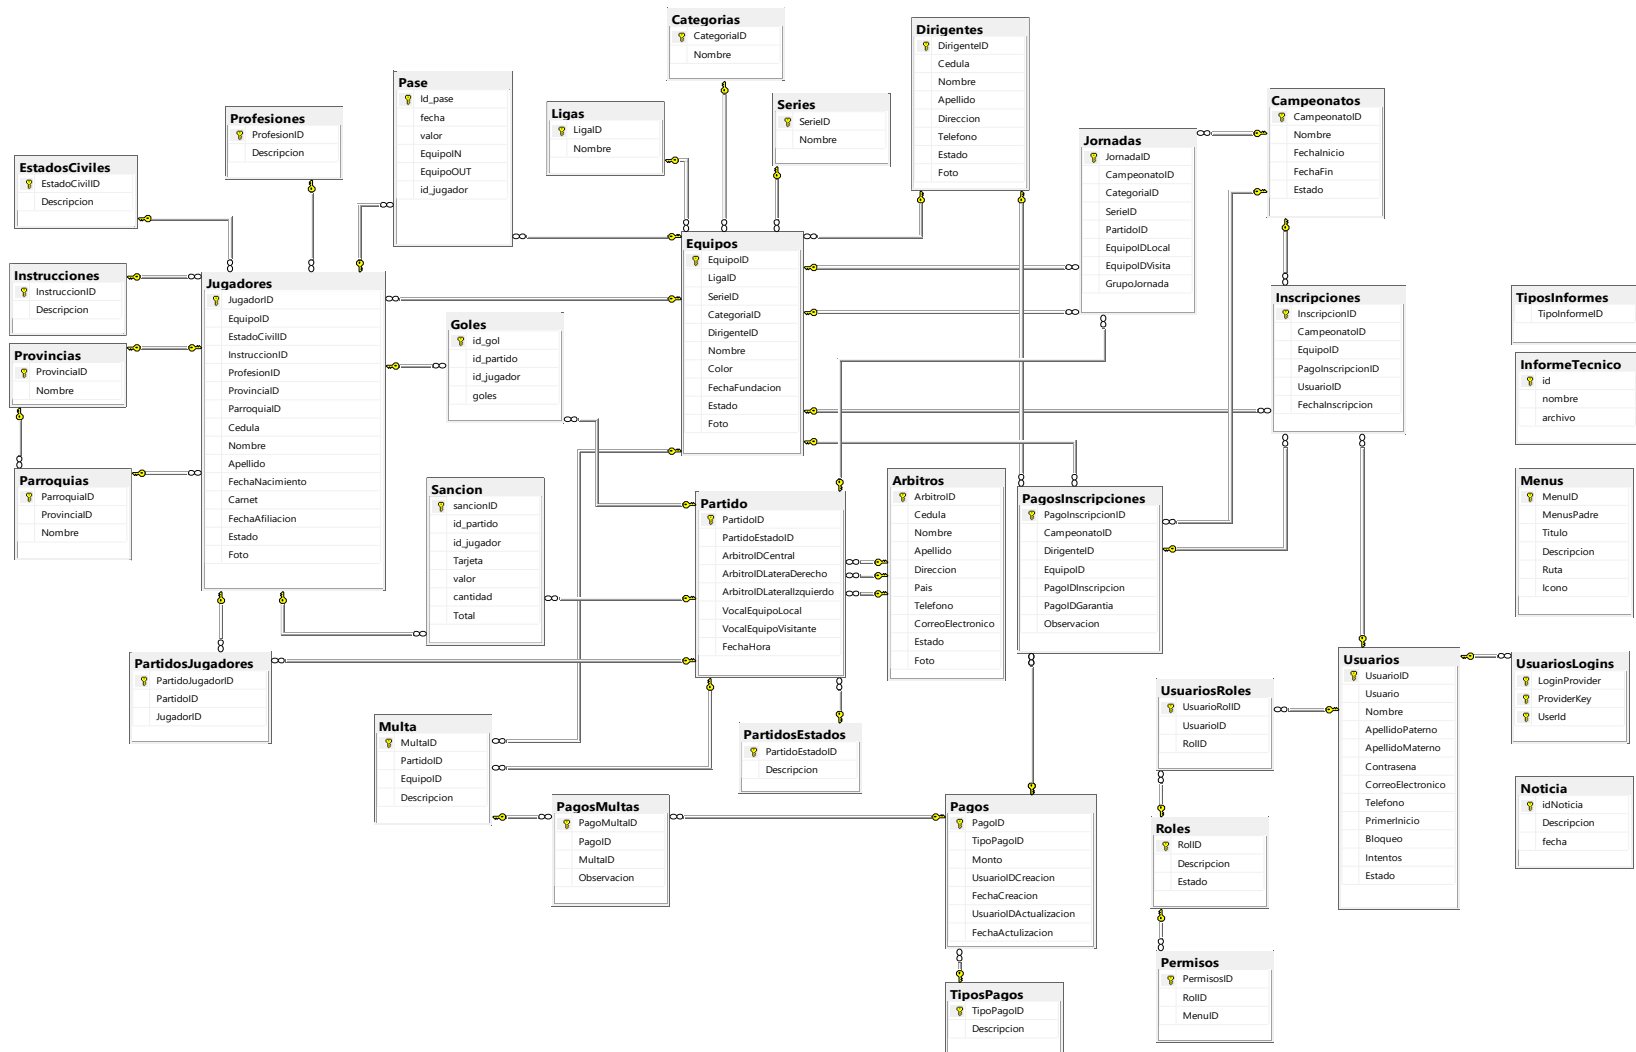 Categorias
CategoriaID
Nombre
Dirigentes
DirigenteID
Cedula
Nombre
Apellido
Direccion
Telefono
Estado
Foto
Pase
Id_pase
fecha
valor
EquipoIN
EquipoOUT
id_jugador
Ligas
LigaID
Nombre
Series
SerieID
Nombre
Campeonatos
CampeonatoID
Nombre
FechaInicio
FechaFin
Estado
Profesiones
ProfesionID
Descripcion
Jornadas
JornadaID
CampeonatoID
CategoriaID
SerieID
PartidoID
EquipoIDLocal
EquipoIDVisita
GrupoJornada
EstadosCiviles
EstadoCivilID
Descripcion
Equipos
EquipoID
LigaID
SerieID
CategoriaID
DirigenteID
Nombre
Color
FechaFundacion
Estado
Foto
Instrucciones
InstruccionID
Descripcion
Jugadores
JugadorID
EquipoID
EstadoCivilID
InstruccionID
ProfesionID
ProvinciaID
ParroquiaID
Cedula
Nombre
Apellido
FechaNacimiento
Carnet
FechaAfiliacion
Estado
Foto
Inscripciones
InscripcionID
CampeonatoID
EquipoID
PagoInscripcionID
UsuarioID
FechaInscripcion
TiposInformes
TipoInformeID
Goles
id_gol
id_partido
id_jugador
goles
Provincias
ProvinciaID
Nombre
InformeTecnico
id
nombre
archivo
Parroquias
ParroquiaID
ProvinciaID
Nombre
Sancion
sancionID
id_partido
id_jugador
Tarjeta
valor
cantidad
Total
Partido
PartidoID
PartidoEstadoID
ArbitroIDCentral
ArbitroIDLateraDerecho
ArbitroIDLateralIzquierdo
VocalEquipoLocal
VocalEquipoVisitante
FechaHora
Arbitros
ArbitroID
Cedula
Nombre
Apellido
Direccion
Pais
Telefono
CorreoElectronico
Estado
Foto
PagosInscripciones
PagoInscripcionID
CampeonatoID
DirigenteID
EquipoID
PagoIDInscripcion
PagoIDGarantia
Observacion
Menus
MenuID
MenusPadre
Titulo
Descripcion
Ruta
Icono
PartidosJugadores
PartidoJugadorID
PartidoID
JugadorID
Usuarios
UsuarioID
Usuario
Nombre
ApellidoPaterno
ApellidoMaterno
Contrasena
CorreoElectronico
Telefono
PrimerInicio
Bloqueo
Intentos
Estado
UsuariosLogins
LoginProvider
ProviderKey
UserId
UsuariosRoles
UsuarioRolID
UsuarioID
RolID
Multa
MultaID
PartidoID
EquipoID
Descripcion
PartidosEstados
PartidoEstadoID
Descripcion
PagosMultas
PagoMultaID
PagoID
MultaID
Observacion
Pagos
PagoID
TipoPagoID
Monto
UsuarioIDCreacion
FechaCreacion
UsuarioIDActualizacion
FechaActulizacion
Roles
RolID
Descripcion
Estado
Noticia
idNoticia
Descripcion
fecha
Permisos
PermisosID
RolID
MenuID
TiposPagos
TipoPagoID
Descripcion